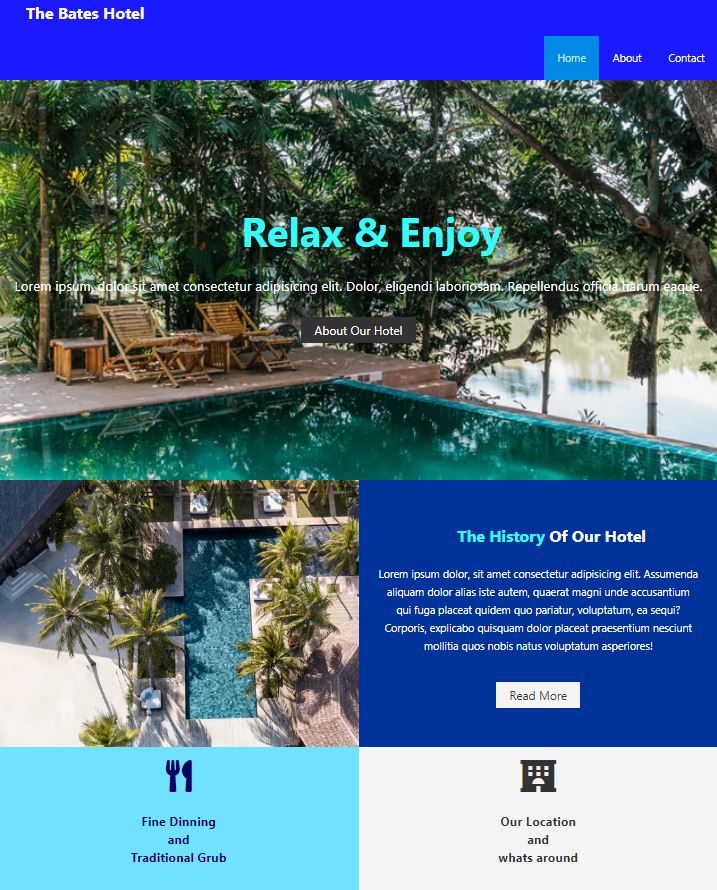 The Bates Hotel
Home About Contact
Relax & Enjoy
Lorem ipsum, dolor sit amet consectetur adipisicing elit. Dolor, eligendi laboriosam. Repellendus officia harum eaque.
About Our Hotel
The History Of Our Hotel
Lorem ipsum dolor, sit amet consectetur adipisicing elit. Assumenda
aliquam dolor alias iste autem, quaerat magni unde accusantium
qui fuga placeat quidem quo pariatur, voluptatum, ea sequi?
Corporis, explicabo quisquam dolor placeat praesentium nesciunt
mollitia quos nobis natus voluptatum asperiores!
Read More
Fine Dinning
and
Traditional Grub
Our Location
and
whats around